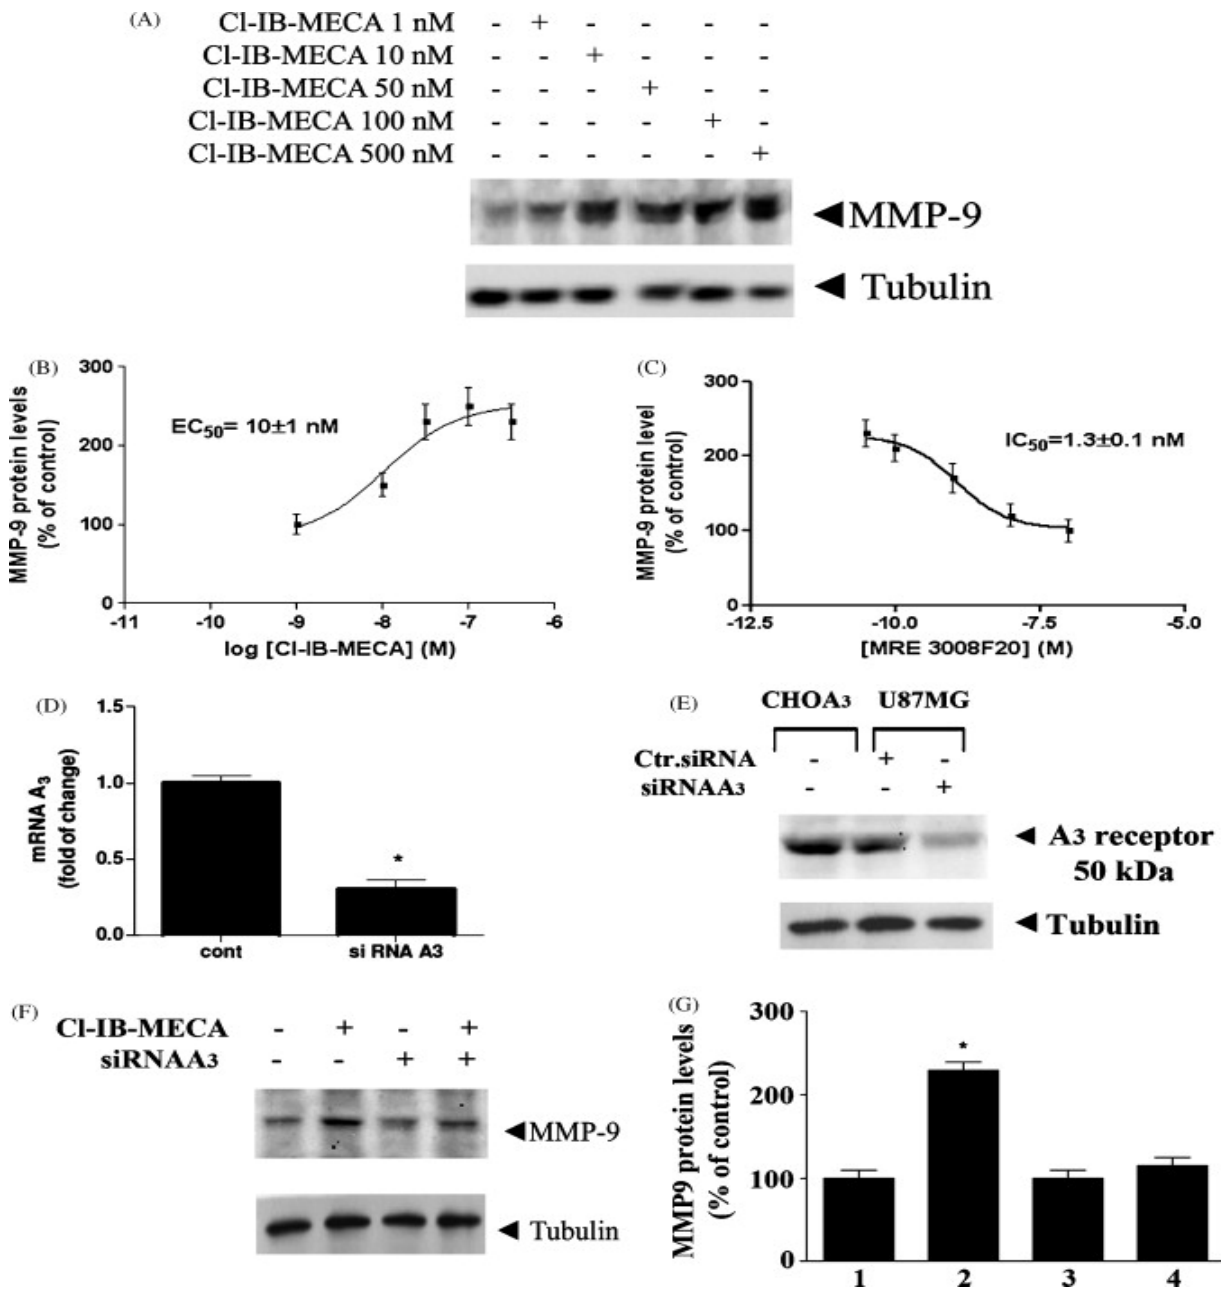 (A)
Cl-IB-MECA 1 nM - + - - - -
Cl-IB-MECA 10 nM - - + - - -
Cl-IB-MECA 50 nM - - - + - -
Cl-IB-MECA 100 nM - - - - + -
Cl-IB-MECA 500 nM - - - - - +
MMP-9
Tubulin
(B)
MMP-9 protein levels
(% of control)
300
200
100
0
EC50= 10±1 nM
-11 -10 -9 -8 -7 -6
log [Cl-IB-MECA] (M)
(C)
MMP-9 protein level
(% of control)
300
200
100
0
IC50=1.3±0.1 nM
-12.5 -10.0 -7.5 -5.0
[MRE 3008F20] (M)
(D)
mRNA A3
(fold of change)
1.5
1.0
0.5
0.0
*
cont si RNA A3
(E)
CHOA3 U87MG
Ctr.siRNA - + -
siRNAA3 - - +
A3 receptor
50 kDa
Tubulin
(F)
Cl-IB-MECA - + - +
siRNAA3 - - + +
MMP-9
Tubulin
(G)
MMP9 protein levels
(% of control)
300
200
100
0
*
1 2 3 4